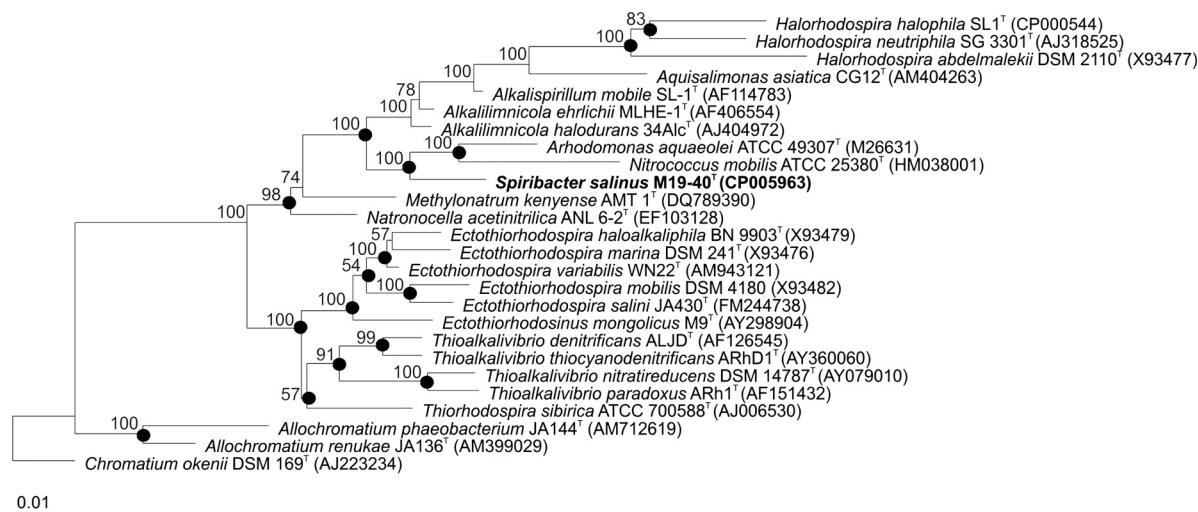 83
Halorhodospira halophila SL1ᵀ (CP000544)
100
Halorhodospira neutriphila SG 3301ᵀ (AJ318525)
Halorhodospira abdelmalekii DSM 2110ᵀ (X93477)
100
100
Aquisalimonas asiatica CG12ᵀ (AM404263)
78
Alkalispirillum mobile SL-1ᵀ (AF114783)
100
Alkalilimnicola ehrlichii MLHE-1ᵀ (AF406554)
100
Alkalilimnicola halodurans 34Alcᵀ (AJ404972)
100
Arhodomonas aquaeolei ATCC 49307ᵀ (M26631)
100
Nitrococcus mobilis ATCC 25380ᵀ (HM038001)
74
Spiribacter salinus M19-40ᵀ (CP005963)
98
Methylonatrum kenyense AMT 1ᵀ (DQ789390)
100
Natronocella acetinitrilica ANL 6-2ᵀ (EF103128)
57
Ectothiorhodospira haloalkaliphila BN 9903ᵀ (X93479)
100
Ectothiorhodospira marina DSM 241ᵀ (X93476)
54
Ectothiorhodospira variabilis WN22ᵀ (AM943121)
100
Ectothiorhodospira mobilis DSM 4180 (X93482)
100
Ectothiorhodospira salini JA430ᵀ (FM244738)
100
Ectothiorhodosinus mongolicus M9ᵀ (AY298904)
99
Thioalkalivibrio denitrificans ALJDᵀ (AF126545)
91
Thioalkalivibrio thiocyanodenitrificans ARhD1ᵀ (AY360060)
100
Thioalkalivibrio nitratireducens DSM 14787ᵀ (AY079010)
57
Thioalkalivibrio paradoxus ARh1ᵀ (AF151432)
Thiorhodospira sibirica ATCC 700588ᵀ (AJ006530)
100
Allochromatium phaeobacterium JA144ᵀ (AM712619)
Allochromatium renukae JA136ᵀ (AM399029)
Chromatium okenii DSM 169ᵀ (AJ223234)
0.01